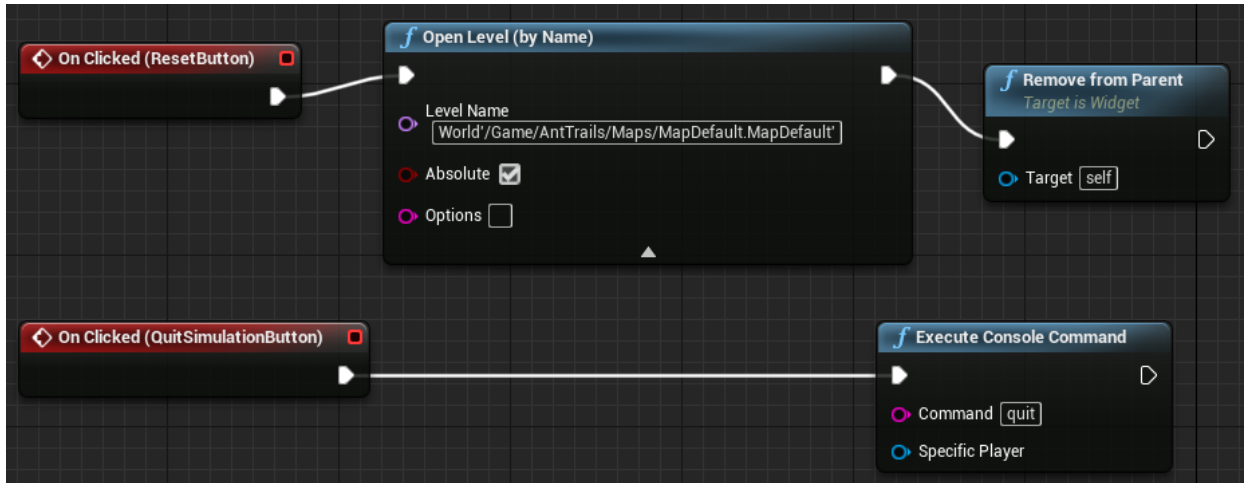 On Clicked (ResetButton)
f Open Level (by Name)
Level Name
World'/Game/AntTrails/Maps/MapDefault.MapDefault'
Absolute
Options
f Remove from Parent
Target is Widget
Target self
On Clicked (QuitSimulationButton)
f Execute Console Command
Command quit
Specific Player